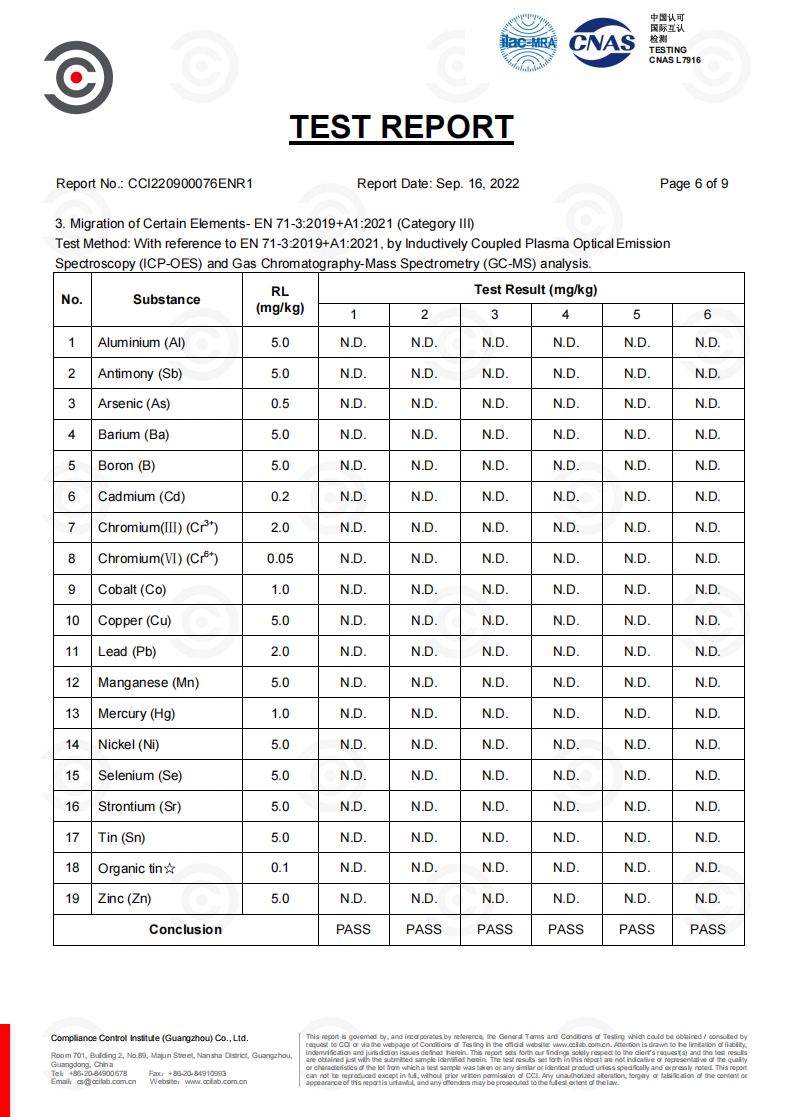 ilac-MRA
CNAS
中国认可
国际互认
检测
TESTING
CNAS L7916
TEST REPORT
Report No.: CCI220900076ENR1 Report Date: Sep. 16, 2022 Page 6 of 9
3. Migration of Certain Elements- EN 71-3:2019+A1:2021 (Category III)
Test Method: With reference to EN 71-3:2019+A1:2021, by Inductively Coupled Plasma Optical Emission
Spectroscopy (ICP-OES) and Gas Chromatography-Mass Spectrometry (GC-MS) analysis.
No. Substance RL (mg/kg) Test Result (mg/kg)
1 2 3 4 5 6
1 Aluminium (Al) 5.0 N.D. N.D. N.D. N.D. N.D. N.D.
2 Antimony (Sb) 5.0 N.D. N.D. N.D. N.D. N.D. N.D.
3 Arsenic (As) 0.5 N.D. N.D. N.D. N.D. N.D. N.D.
4 Barium (Ba) 5.0 N.D. N.D. N.D. N.D. N.D. N.D.
5 Boron (B) 5.0 N.D. N.D. N.D. N.D. N.D. N.D.
6 Cadmium (Cd) 0.2 N.D. N.D. N.D. N.D. N.D. N.D.
7 Chromium(Ⅲ) (Cr3+) 2.0 N.D. N.D. N.D. N.D. N.D. N.D.
8 Chromium(Ⅵ) (Cr6+) 0.05 N.D. N.D. N.D. N.D. N.D. N.D.
9 Cobalt (Co) 1.0 N.D. N.D. N.D. N.D. N.D. N.D.
10 Copper (Cu) 5.0 N.D. N.D. N.D. N.D. N.D. N.D.
11 Lead (Pb) 2.0 N.D. N.D. N.D. N.D. N.D. N.D.
12 Manganese (Mn) 5.0 N.D. N.D. N.D. N.D. N.D. N.D.
13 Mercury (Hg) 1.0 N.D. N.D. N.D. N.D. N.D. N.D.
14 Nickel (Ni) 5.0 N.D. N.D. N.D. N.D. N.D. N.D.
15 Selenium (Se) 5.0 N.D. N.D. N.D. N.D. N.D. N.D.
16 Strontium (Sr) 5.0 N.D. N.D. N.D. N.D. N.D. N.D.
17 Tin (Sn) 5.0 N.D. N.D. N.D. N.D. N.D. N.D.
18 Organic tin☆ 0.1 N.D. N.D. N.D. N.D. N.D. N.D.
19 Zinc (Zn) 5.0 N.D. N.D. N.D. N.D. N.D. N.D.
Conclusion PASS PASS PASS PASS PASS PASS
Compliance Control Institute (Guangzhou) Co., Ltd.
Room 701, Building 2, No.89, Majun Street, Nansha District, Guangzhou,
Guangdong, China
Tel: +86-20-84900678 Fax: +86-20-84910993
Email: cs@ccilab.com.cn Website: www.ccilab.com.cn
This report is governed by, and incorporates by reference, the General Terms and Conditions of Testing which could be obtained / consulted by
request to CCI or via the webpage of Conditions of Testing in the official website: www.ccilab.com.cn. Attention is drawn to the limitation of liability,
indemnification and jurisdiction issues defined therein. This report sets forth our findings solely respect to the client's request(s) and the test results
are obtained just with the submitted sample identified herein. The test results set forth in this report are not indicative or representative of the quality
or characteristics of the lot from which a test sample was taken or any similar or identical product unless specifically and expressly noted. This report
can not be reproduced except in full, without prior written permission of CCI. Any unauthorized alteration, forgery or falsification of the content or
appearance of this report is unlawful, and any offenders may be prosecuted to the fullest extent of the law.